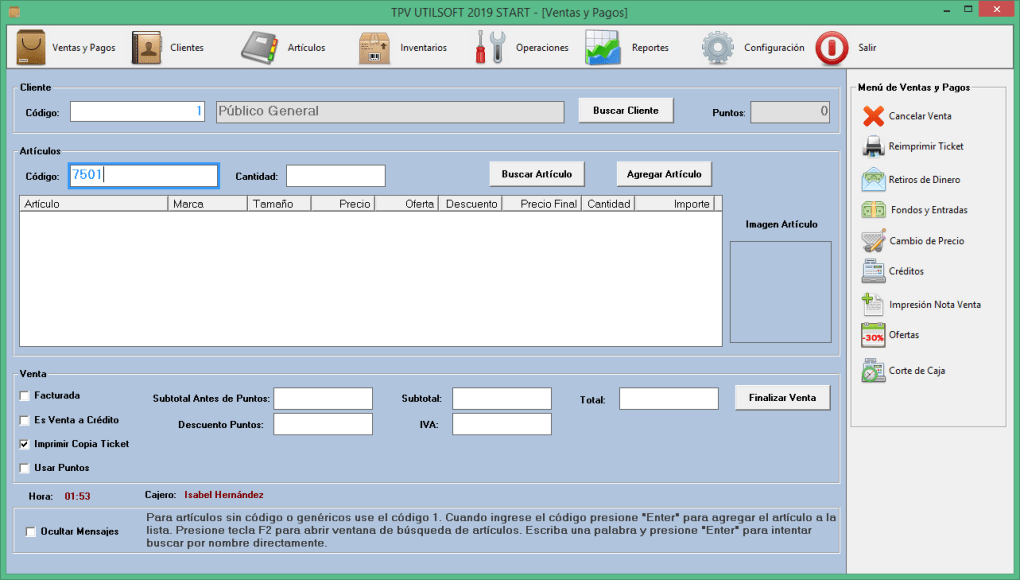 TPV UTILSOFT 2019 START - [Ventas y Pagos]
Ventas y Pagos Clientes Artículos Inventarios Operaciones Reportes Configuración Salir
Cliente
Código: 1 Público General Buscar Cliente Puntos: 0
Artículos
Código: 7501 Cantidad: Buscar Artículo Agregar Artículo
Artículo Marca Tamaño Precio Oferta Descuento Precio Final Cantidad Importe
Imagen Artículo
Venta
Facturada
Es Venta a Crédito
Imprimir Copia Ticket
Usar Puntos
Subtotal Antes de Puntos: Subtotal: Total: Finalizar Venta
Descuento Puntos: IVA:
Hora: 01:53 Cajero: Isabel Hernández
Ocultar Mensajes
Para artículos sin código o genéricos use el código 1. Cuando ingrese el código presione "Enter" para agregar el artículo a la
lista. Presione tecla F2 para abrir ventana de búsqueda de artículos. Escriba una palabra y presione "Enter" para intentar
buscar por nombre directamente.
Menú de Ventas y Pagos
Cancelar Venta
Reimprimir Ticket
Retiros de Dinero
Fondos y Entradas
Cambio de Precio
Créditos
Impresión Nota Venta
-30% Ofertas
Corte de Caja